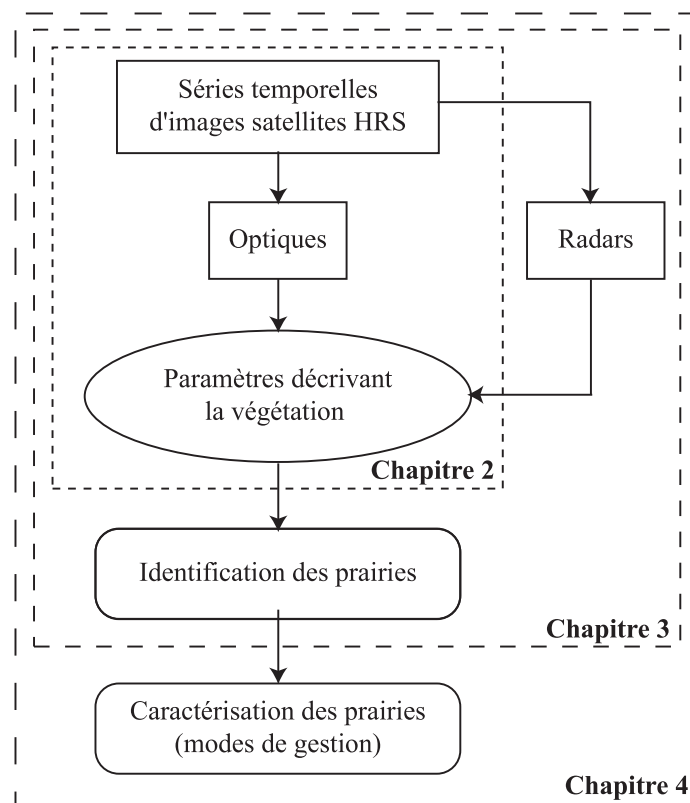 Séries temporelles
d'images satellites HRS
Optiques
Radars
Paramètres décrivant
la végétation
Chapitre 2
Identification des prairies
Chapitre 3
Caractérisation des prairies
(modes de gestion)
Chapitre 4